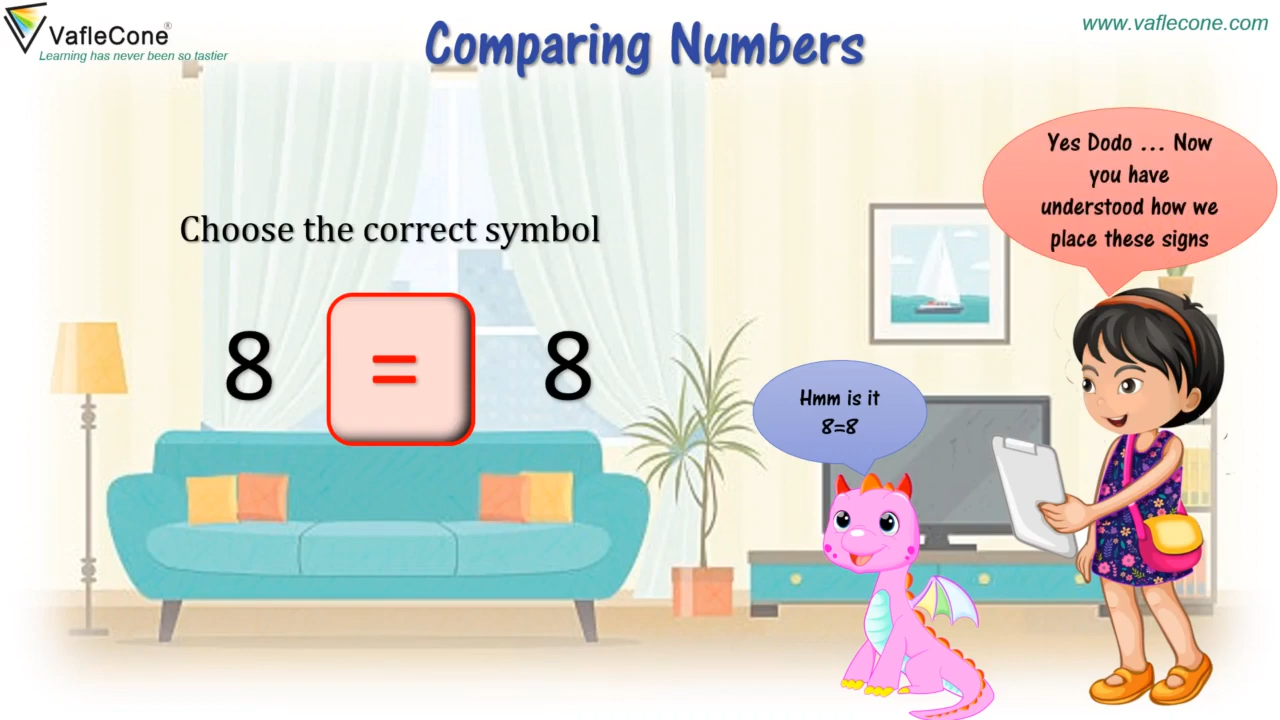 VafleCone®
Learning has never been so tastier
Comparing Numbers
www.vaflecone.com
Yes Dodo ... Now
you have
understood how we
place these signs
Choose the correct symbol
8 = 8
Hmm is it
8=8